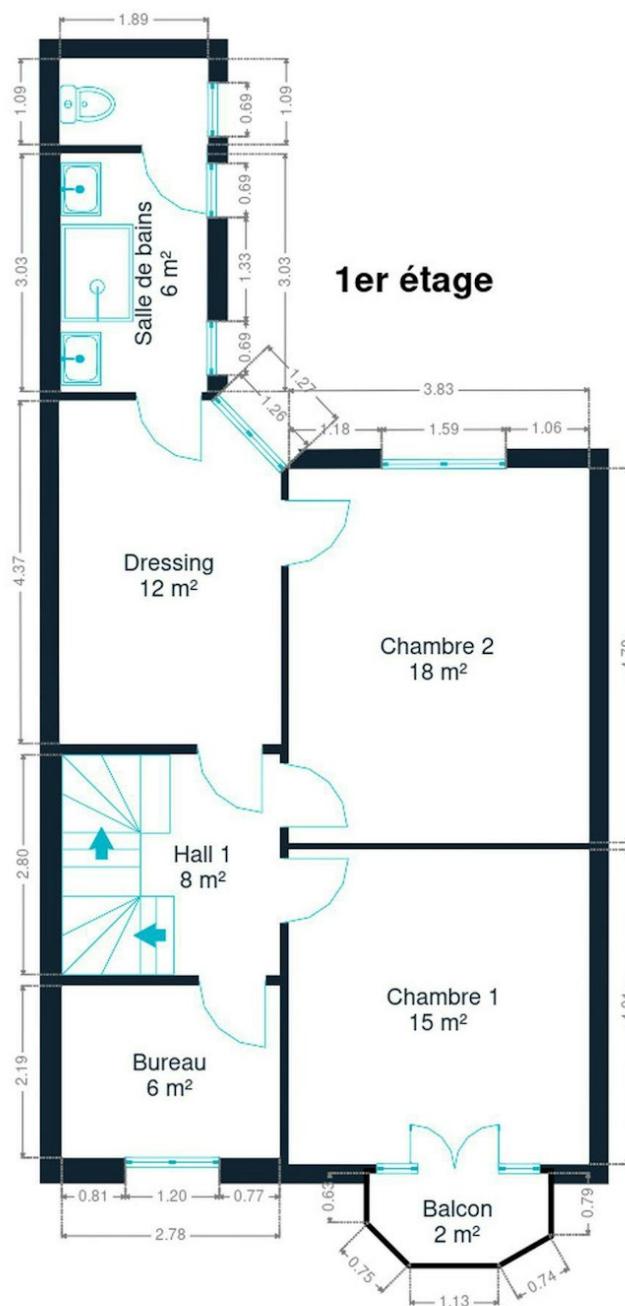 1.89
1.09
0.69
1.09
0.69
3.03
Salle de bains
6 m²
1.33
3.03
1er étage
0.69
1.27
1.26
3.83
1.18
1.59
1.06
4.37
Dressing
12 m²
Chambre 2
18 m²
2.80
Hall 1
8 m²
Chambre 1
15 m²
2.19
Bureau
6 m²
0.81
1.20
0.77
2.78
0.63
Balcon
2 m²
0.79
0.75
0.74
1.13